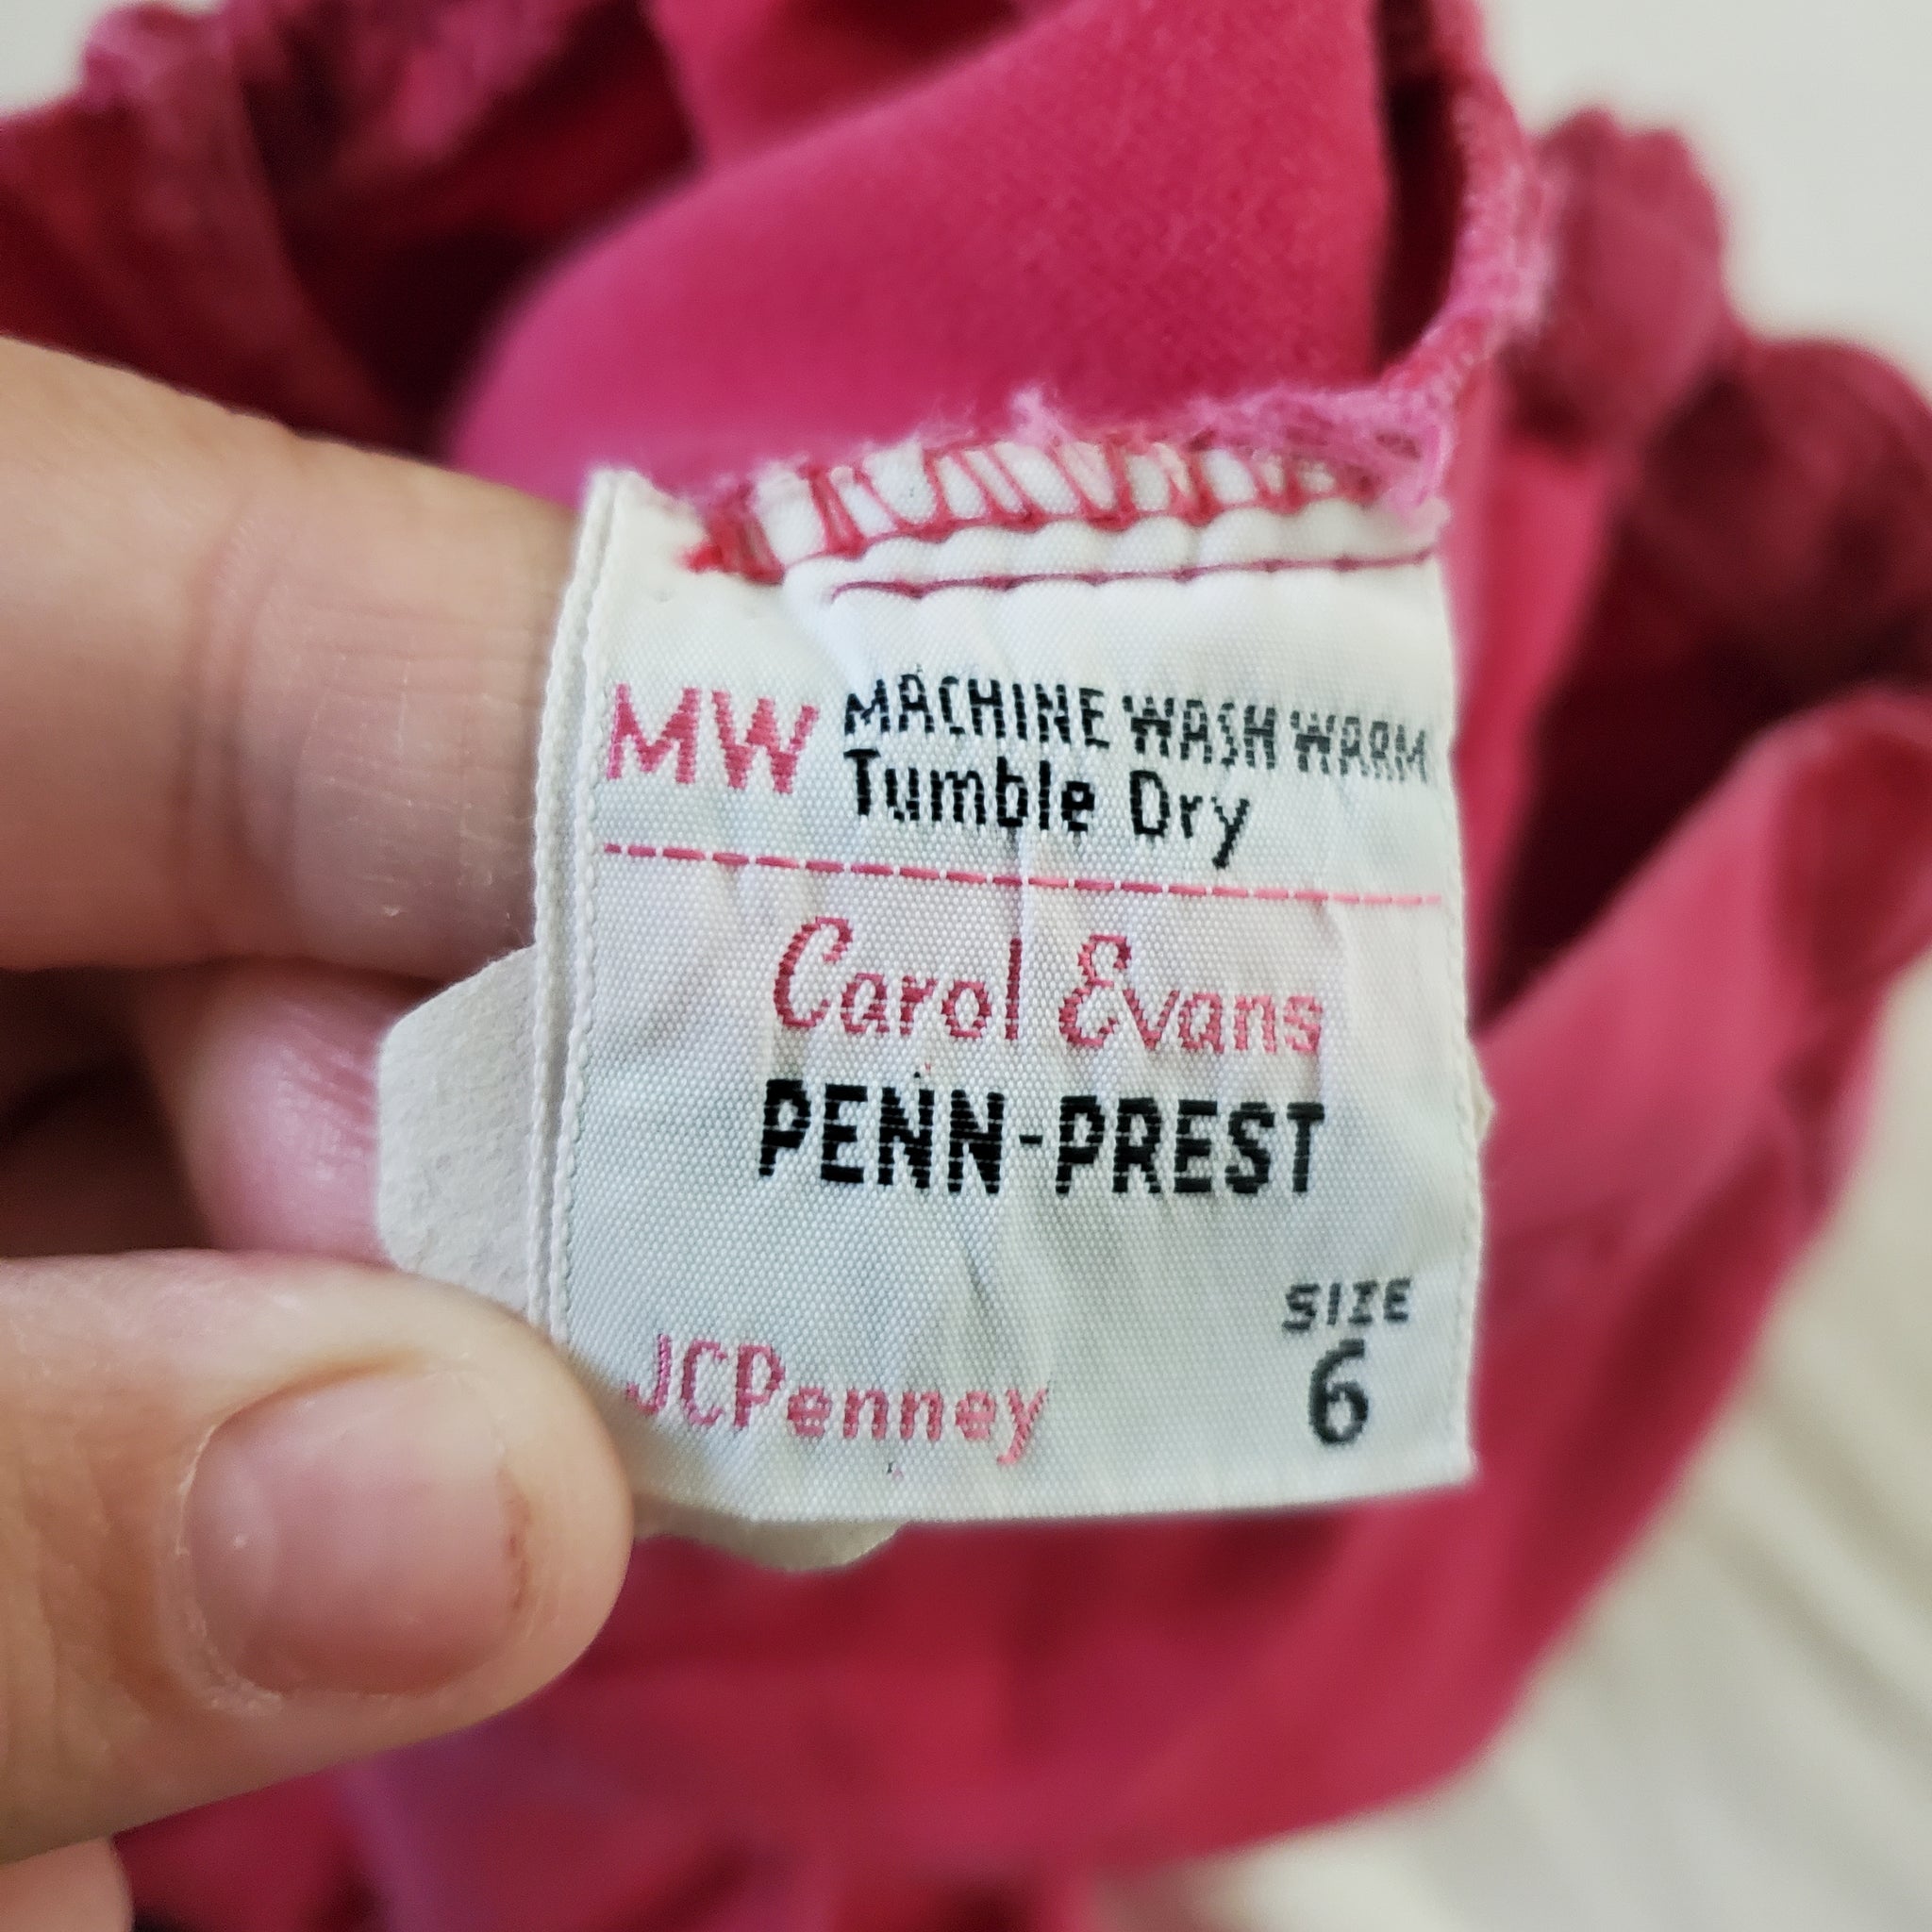 MW MACHINE WASH WARM
Tumble Dry
Carol Evans
PENN-PREST
SIZE
JCPenney 6